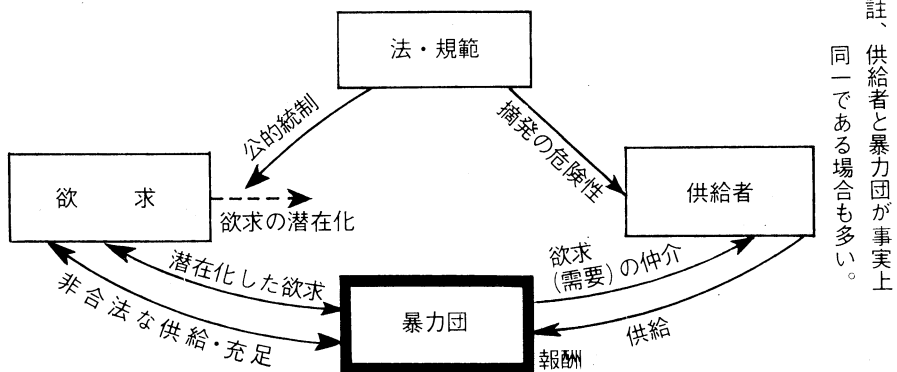 法・規範
公的統制
摘発の危険性
欲　求
欲求の潜在化
供給者
潜在化した欲求
非合法な供給・充足
暴力団
欲求
(需要)の仲介
供給
報酬
註、供給者と暴力団が事実上
同一である場合も多い。